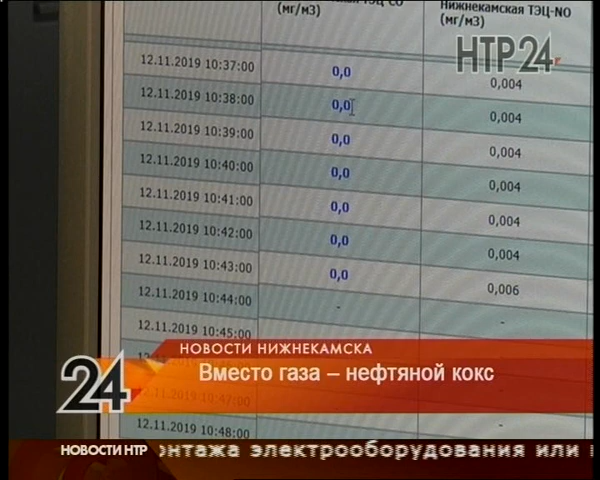 ТЭЦ СО
(мг/м3)
Нижнекамская ТЭЦ-NO
(мг/м3)
НТР 24
12.11.2019 10:37:00 0,0 0,004
12.11.2019 10:38:00 0,0 0,004
12.11.2019 10:39:00 0,0 0,004
12.11.2019 10:40:00 0,0 0,004
12.11.2019 10:41:00 0,0 0,004
12.11.2019 10:42:00 0,0 0,004
12.11.2019 10:43:00 0,0 0,006
12.11.2019 10:44:00 - -
12.11.2019 10:45:00
НОВОСТИ НИЖНЕКАМСКА
24 Вместо газа – нефтяной кокс
12.11.2019 10:48:00 -
НОВОСТИ НТР онтажа электрооборудования или